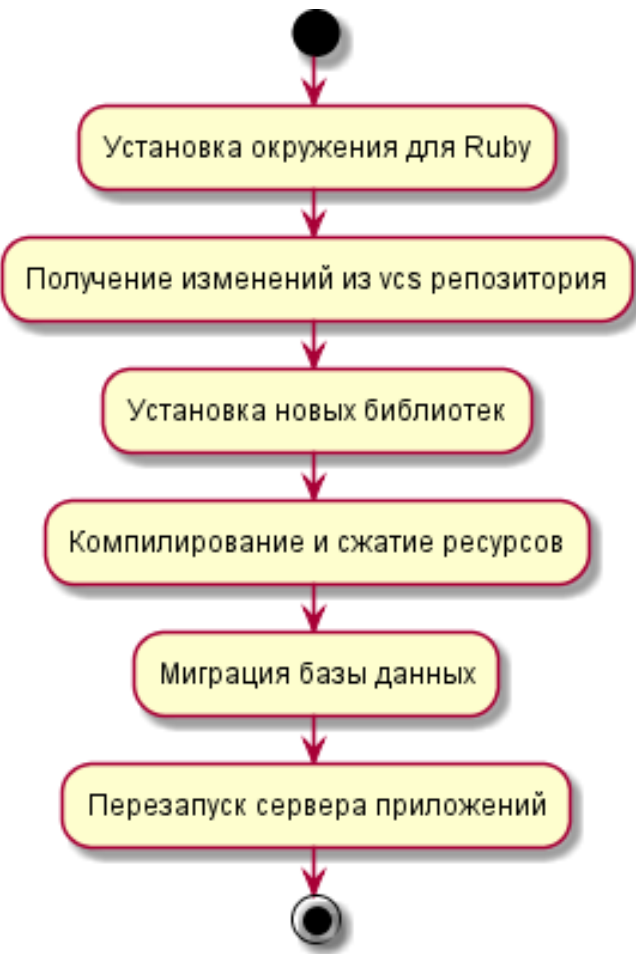 Установка окружения для Ruby
Получение изменений из vcs репозитория
Установка новых библиотек
Компилирование и сжатие ресурсов
Миграция базы данных
Перезапуск сервера приложений